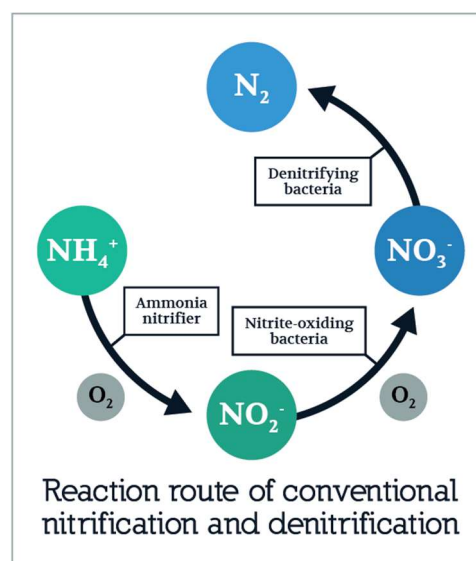 N₂
Denitrifying
bacteria
NH₄⁺
NO₃⁻
Ammonia
nitrifier
Nitrite-oxiding
bacteria
O₂
NO₂⁻
O₂
Reaction route of conventional
nitrification and denitrification